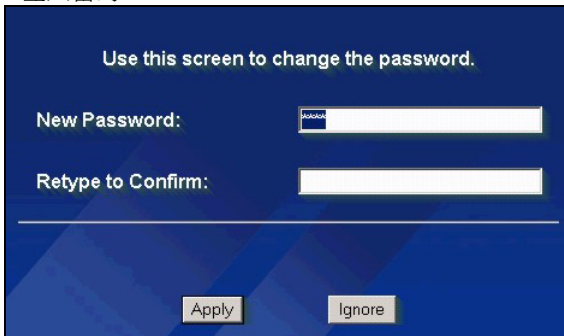 Use this screen to change the password.
New Password:
****
Retype to Confirm:
Apply
Ignore